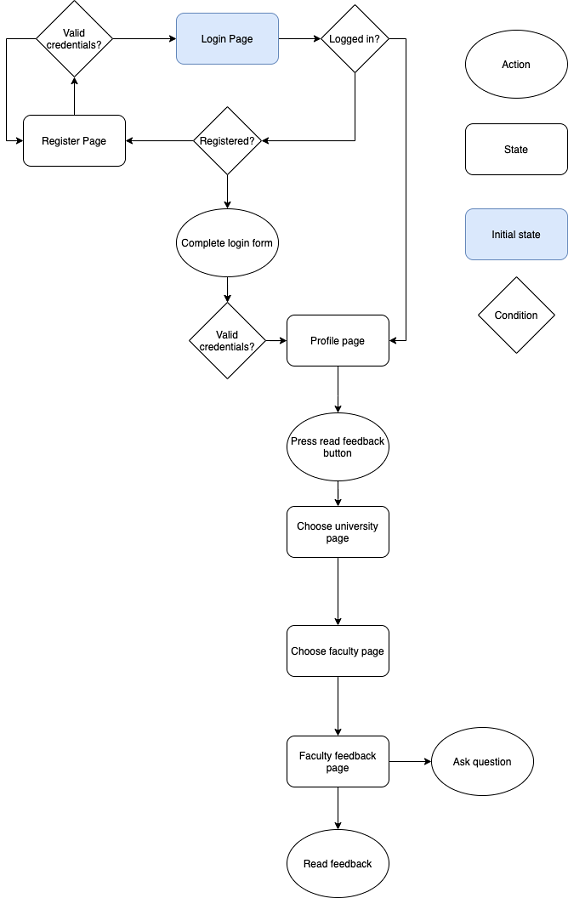 Valid
credentials?
Login Page
Logged in?
Action
Register Page
Registered?
State
Complete login form
Initial state
Valid
credentials?
Profile page
Condition
Press read feedback
button
Choose university
page
Choose faculty page
Faculty feedback
page
Ask question
Read feedback